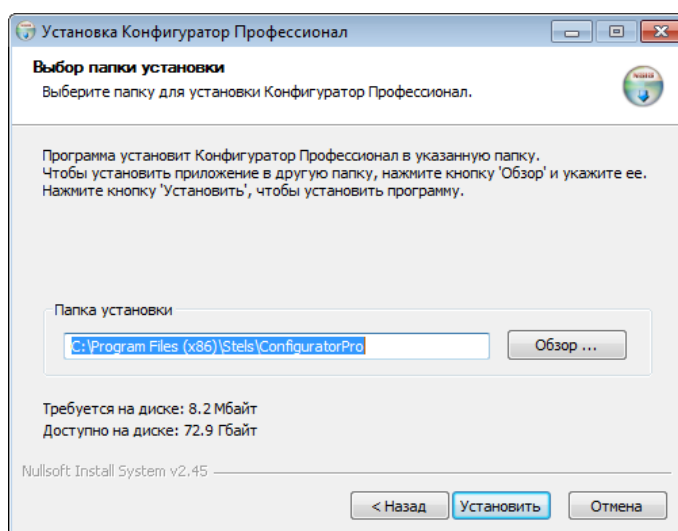 Установка Конфигуратор Профессионал
Выбор папки установки
Выберите папку для установки Конфигуратор Профессионал.
Программа установит Конфигуратор Профессионал в указанную папку.
Чтобы установить приложение в другую папку, нажмите кнопку 'Обзор' и укажите ее.
Нажмите кнопку 'Установить', чтобы установить программу.
Папка установки
C:\Program Files (x86)\Stels\ConfiguratorPro
Обзор ...
Требуется на диске: 8.2 Мбайт
Доступно на диске: 72.9 Гбайт
Nullsoft Install System v2.45
< Назад
Установить
Отмена